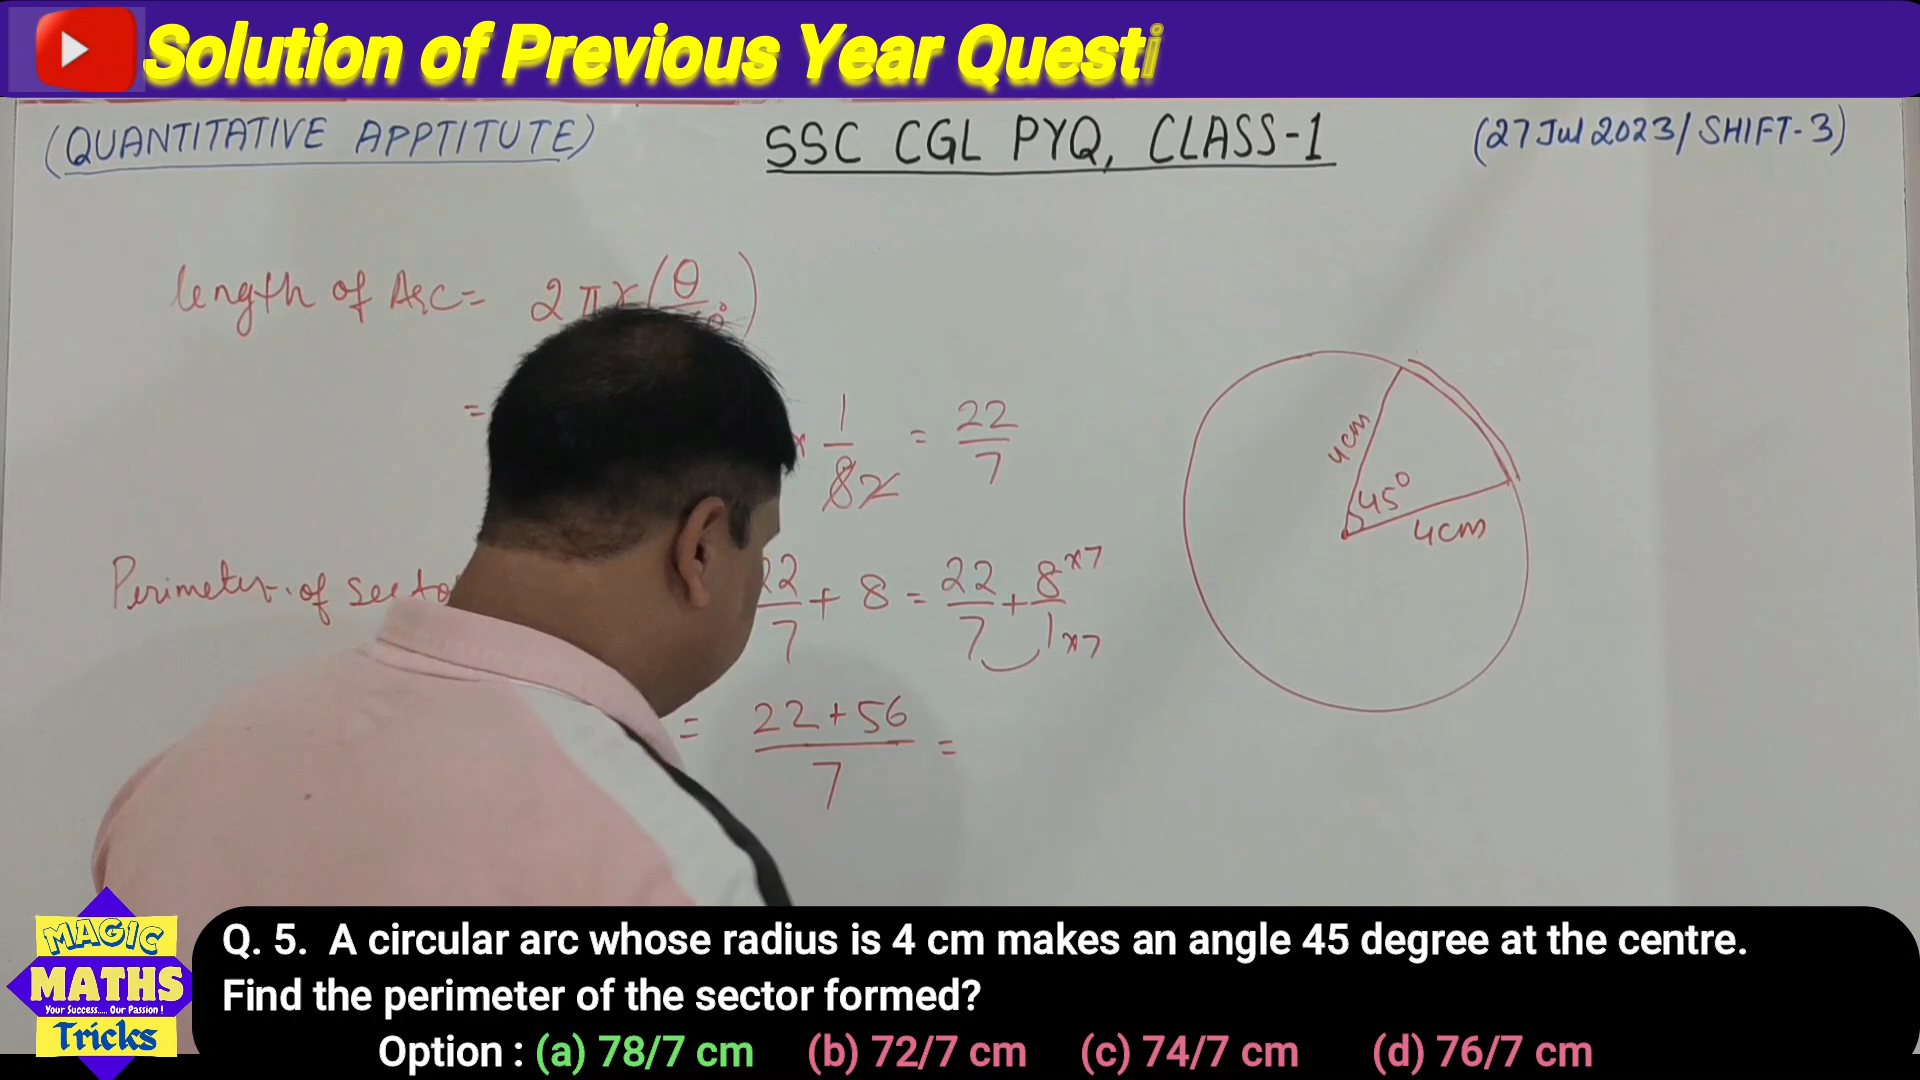 Solution of Previous Year Questi
(QUANTITATIVE APPTITUTE)
SSC CGL PYQ, CLASS-1
(27 Jul 2023/ SHIFT-3)
length of Arc = 2πr(θ
=
× 1/8 2 = 22/7
4cm
45°
4cm
Perimeter of secto
22/7 + 8 = 22/7 + 8×7/1×7
= 22+56/7 =
MAGIC
MATHS
Your Success.... Our Passion !
Tricks
Q. 5. A circular arc whose radius is 4 cm makes an angle 45 degree at the centre.
Find the perimeter of the sector formed?
Option : (a) 78/7 cm (b) 72/7 cm (c) 74/7 cm (d) 76/7 cm